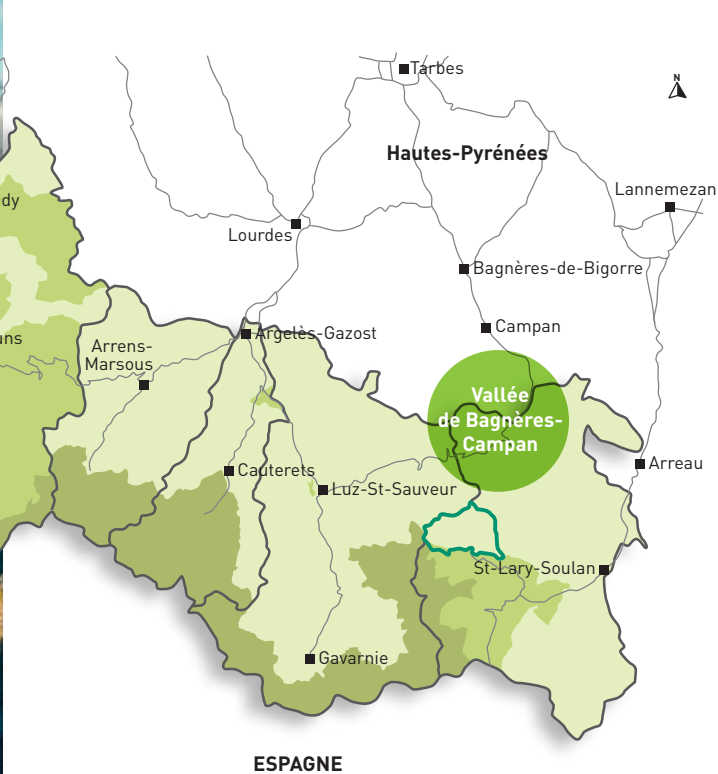 Tarbes
N
Hautes-Pyrénées
Lannemezan
dy
Lourdes
Bagnères-de-Bigorre
Campan
Argelès-Gazost
uns
Arrens-
Marsous
Vallée
de Bagnères-
Campan
Arreau
Cauterets
Luz-St-Sauveur
St-Lary-Soulan
Gavarnie
ESPAGNE